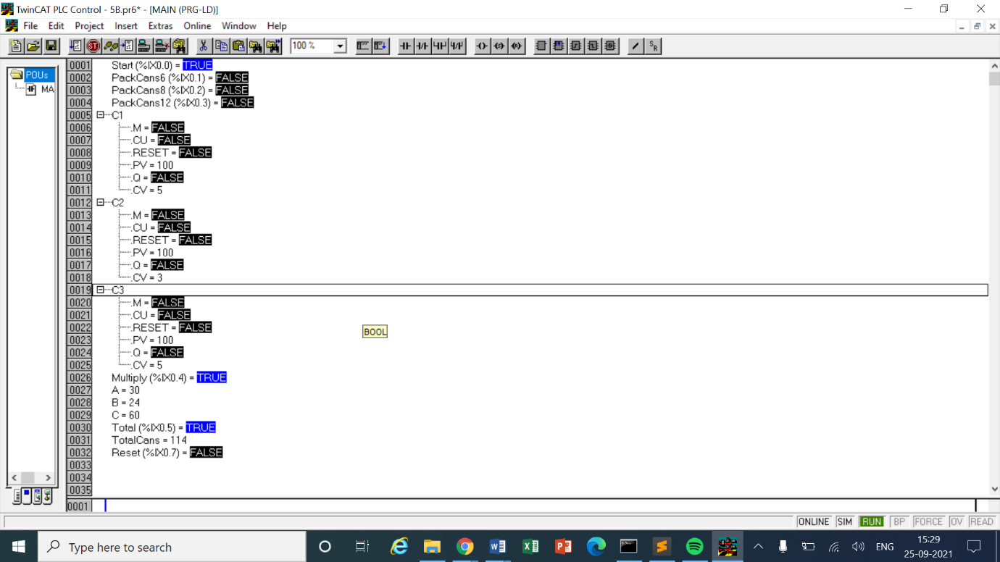 TwinCAT PLC Control - 5B.pr6* - [MAIN (PRG-LD)]
File Edit Project Insert Extras Online Window Help
100 %
POUs
MA
0001 Start (%IX0.0) = TRUE
0002 PackCans6 (%IX0.1) = FALSE
0003 PackCans8 (%IX0.2) = FALSE
0004 PackCans12 (%IX0.3) = FALSE
0005 C1
0006 .M = FALSE
0007 .CU = FALSE
0008 .RESET = FALSE
0009 .PV = 100
0010 .Q = FALSE
0011 .CV = 5
0012 C2
0013 .M = FALSE
0014 .CU = FALSE
0015 .RESET = FALSE
0016 .PV = 100
0017 .Q = FALSE
0018 .CV = 3
0019 C3
0020 .M = FALSE
0021 .CU = FALSE
0022 .RESET = FALSE
BOOL
0023 .PV = 100
0024 .Q = FALSE
0025 .CV = 5
0026 Multiply (%IX0.4) = TRUE
0027 A = 30
0028 B = 24
0029 C = 60
0030 Total (%IX0.5) = TRUE
0031 TotalCans = 114
0032 Reset (%IX0.7) = FALSE
0033
0034
0035
0001
ONLINE SIM RUN BP FORCE OV READ
Type here to search
ENG
15:29
25-09-2021